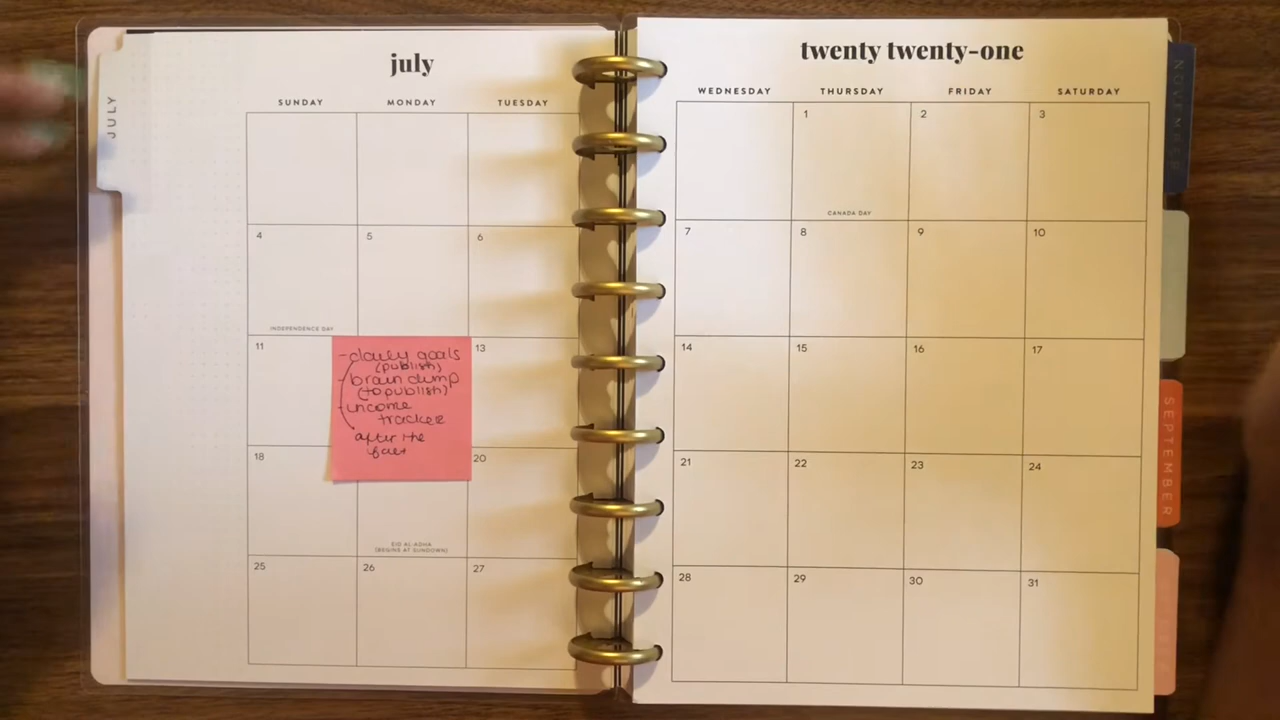 july
twenty twenty-one
JULY
SUNDAY MONDAY TUESDAY WEDNESDAY THURSDAY FRIDAY SATURDAY
1 2 3
CANADA DAY
4 5 6 7 8 9 10
INDEPENDENCE DAY
11 13 14 15 16 17
- daily goals
(publish)
- brain dump
(to publish)
- income
tracker
after the
fact
18 20 21 22 23 24
EID AL ADHA
(BEGINS AT SUNDOWN)
25 26 27 28 29 30 31
NOVEMBER
SEPTEMBER